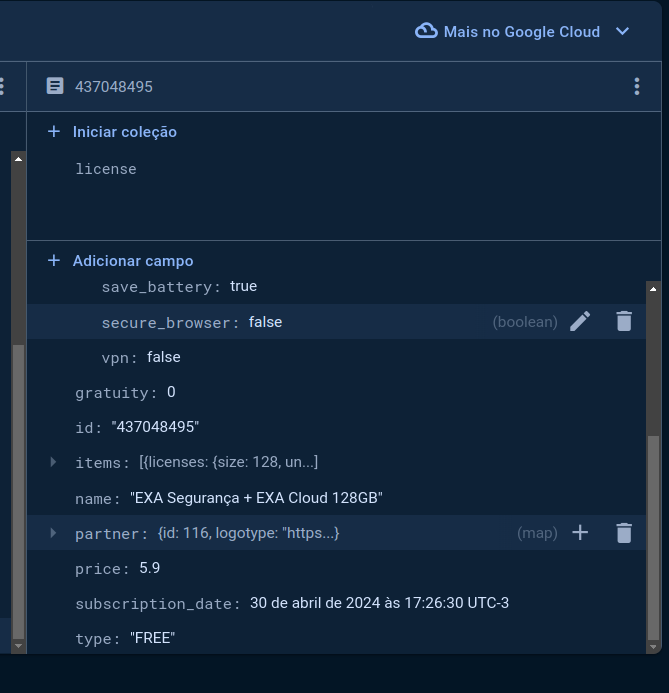 Mais no Google Cloud
437048495
Iniciar coleção
license
Adicionar campo
save_battery: true
secure_browser: false (boolean)
vpn: false
gratuity: 0
id: "437048495"
items: [{licenses: {size: 128, un...]
name: "EXA Segurança + EXA Cloud 128GB"
partner: {id: 116, logotype: "https...} (map)
price: 5.9
subscription_date: 30 de abril de 2024 às 17:26:30 UTC-3
type: "FREE"